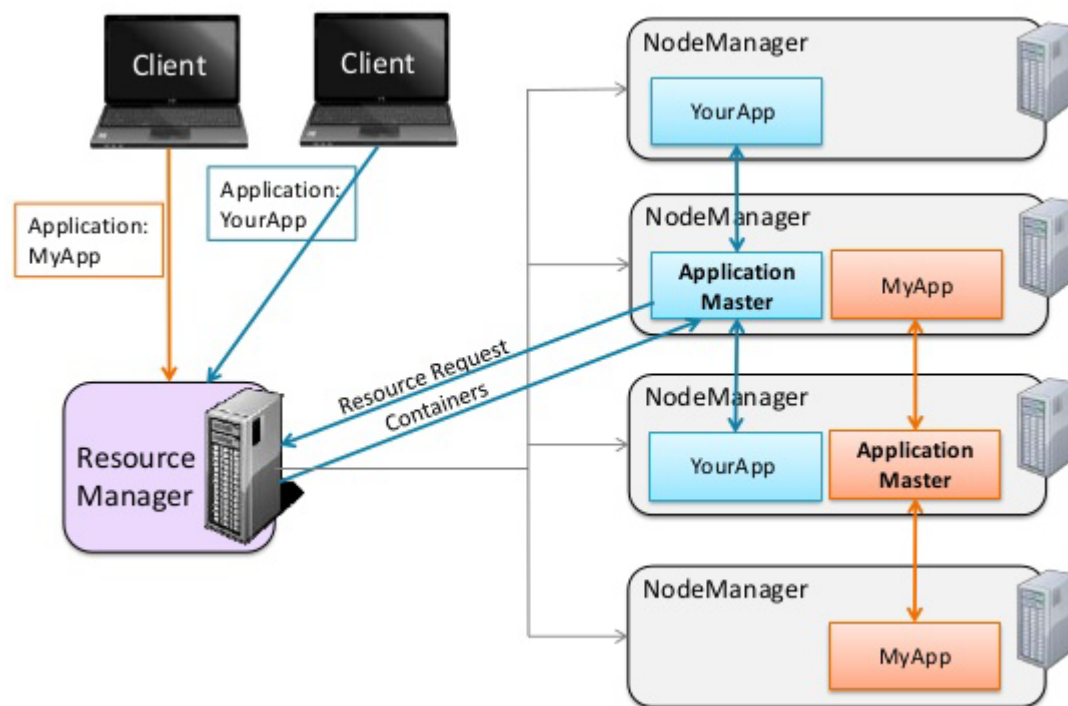 Client
Client
Application:
MyApp
Application:
YourApp
Resource
Manager
Resource Request
Containers
NodeManager
YourApp
NodeManager
Application
Master
MyApp
NodeManager
YourApp
Application
Master
NodeManager
MyApp